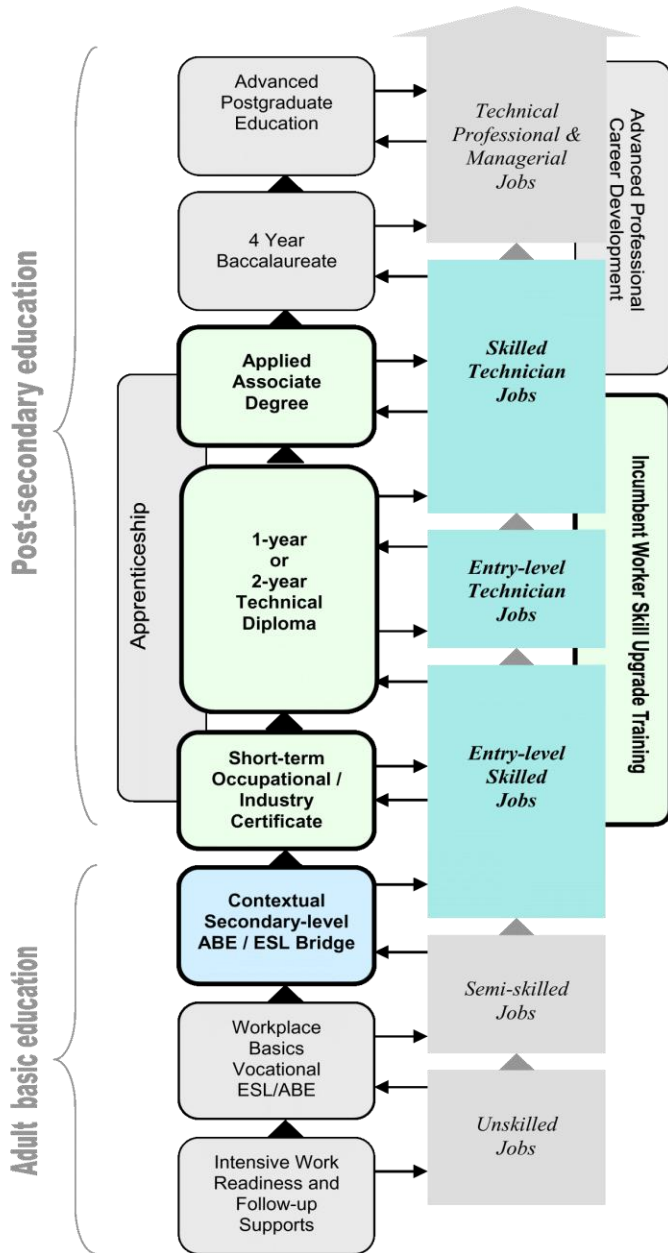 Advanced
Postgraduate
Education
Technical
Professional &
Managerial
Jobs
Advanced Professional
Career Development
4 Year
Baccalaureate
Post-secondary education
Applied
Associate
Degree
Skilled
Technician
Jobs
Apprenticeship
1-year
or
2-year
Technical
Diploma
Entry-level
Technician
Jobs
Incumbent Worker Skill Upgrade Training
Short-term
Occupational /
Industry
Certificate
Entry-level
Skilled
Jobs
Adult basic education
Contextual
Secondary-level
ABE / ESL Bridge
Workplace
Basics
Vocational
ESL/ABE
Semi-skilled
Jobs
Intensive Work
Readiness and
Follow-up
Supports
Unskilled
Jobs